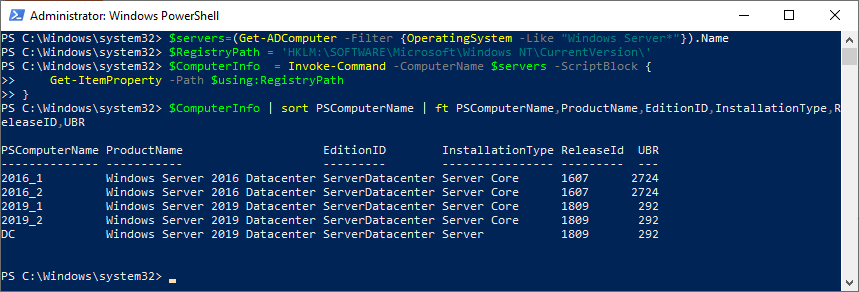 Administrator: Windows PowerShell
PS C:\Windows\system32> $servers=(Get-ADComputer -Filter {OperatingSystem -Like "Windows Server*"}).Name
PS C:\Windows\system32> $RegistryPath = 'HKLM:\SOFTWARE\Microsoft\Windows NT\CurrentVersion\'
PS C:\Windows\system32> $ComputerInfo  = Invoke-Command -ComputerName $servers -ScriptBlock {
>>     Get-ItemProperty -Path $using:RegistryPath
>> }
PS C:\Windows\system32> $ComputerInfo | sort PSComputerName | ft PSComputerName,ProductName,EditionID,InstallationType,R
eleaseID,UBR
PSComputerName ProductName                    EditionID        InstallationType ReleaseId  UBR
-------------- -----------                    ---------        ---------------- ---------  ---
2016_1         Windows Server 2016 Datacenter ServerDatacenter Server Core      1607      2724
2016_2         Windows Server 2016 Datacenter ServerDatacenter Server Core      1607      2724
2019_1         Windows Server 2019 Datacenter ServerDatacenter Server Core      1809       292
2019_2         Windows Server 2019 Datacenter ServerDatacenter Server Core      1809       292
DC             Windows Server 2019 Datacenter ServerDatacenter Server           1809       292
PS C:\Windows\system32>